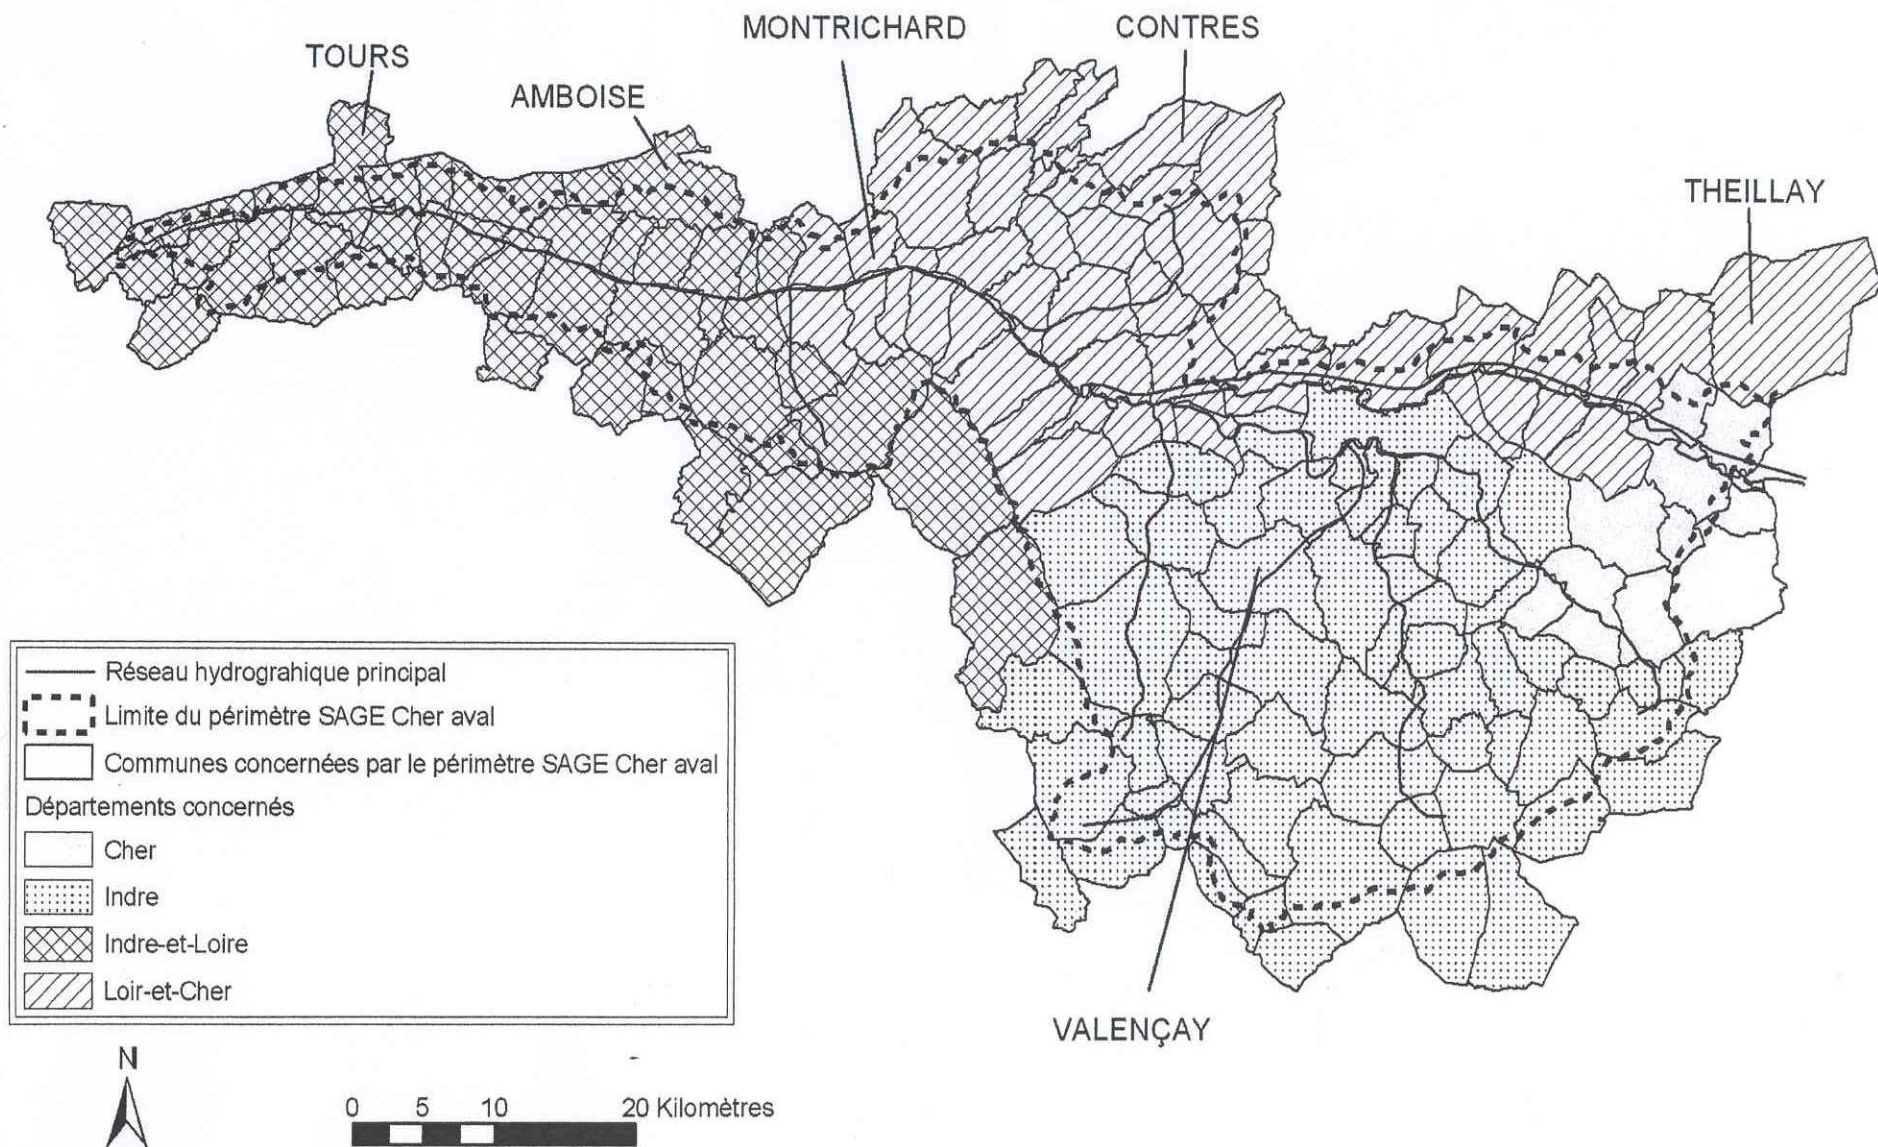 MONTRICHARD
CONTRES
TOURS
AMBOISE
THEILLAY
Réseau hydrograhique principal
Limite du périmètre SAGE Cher aval
Communes concernées par le périmètre SAGE Cher aval
Départements concernés
Cher
Indre
Indre-et-Loire
Loir-et-Cher
VALENÇAY
N
0 5 10 20 Kilomètres